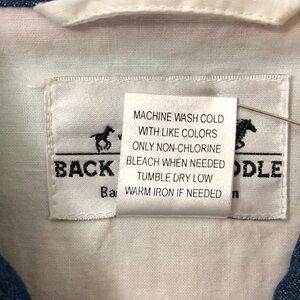 MACHINE WASH COLD
WITH LIKE COLORS
ONLY NON-CHLORINE
BLEACH WHEN NEEDED
TUMBLE DRY LOW
WARM IRON IF NEEDED
BACK